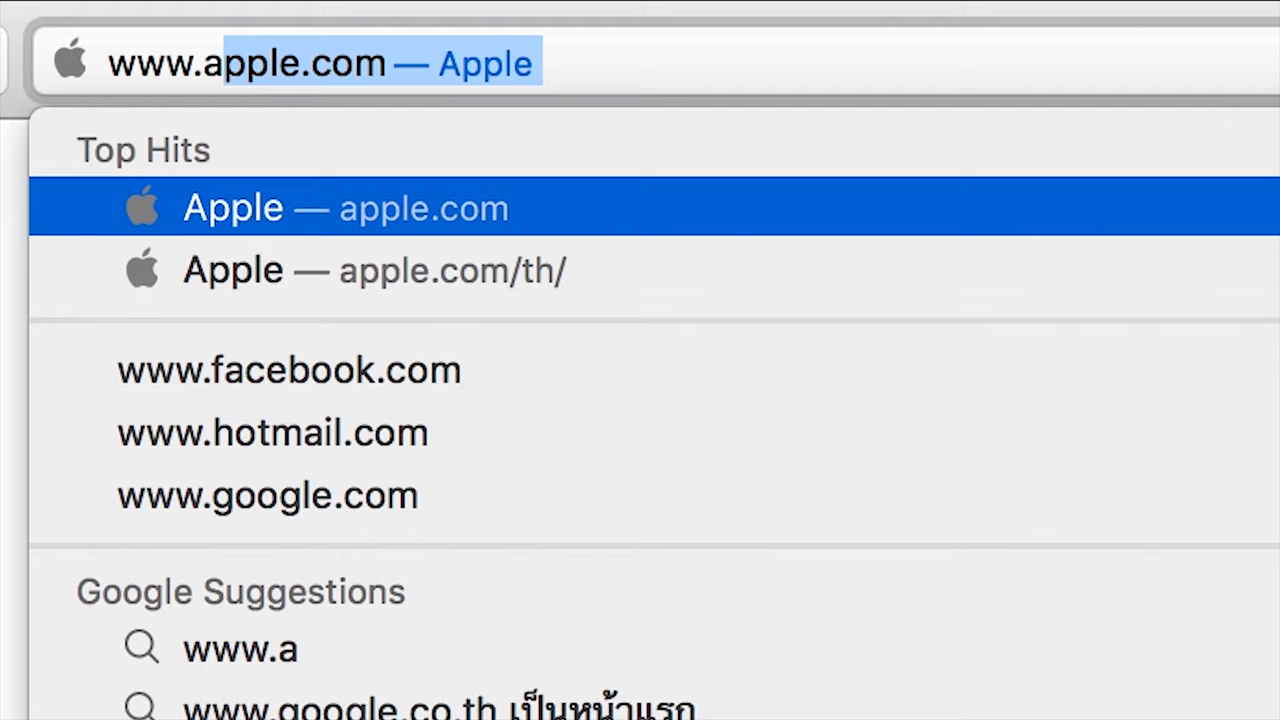 www.apple.com — Apple
Top Hits
Apple — apple.com
Apple — apple.com/th/
www.facebook.com
www.hotmail.com
www.google.com
Google Suggestions
www.a
www.google.co.th เป็นหน้าแรก